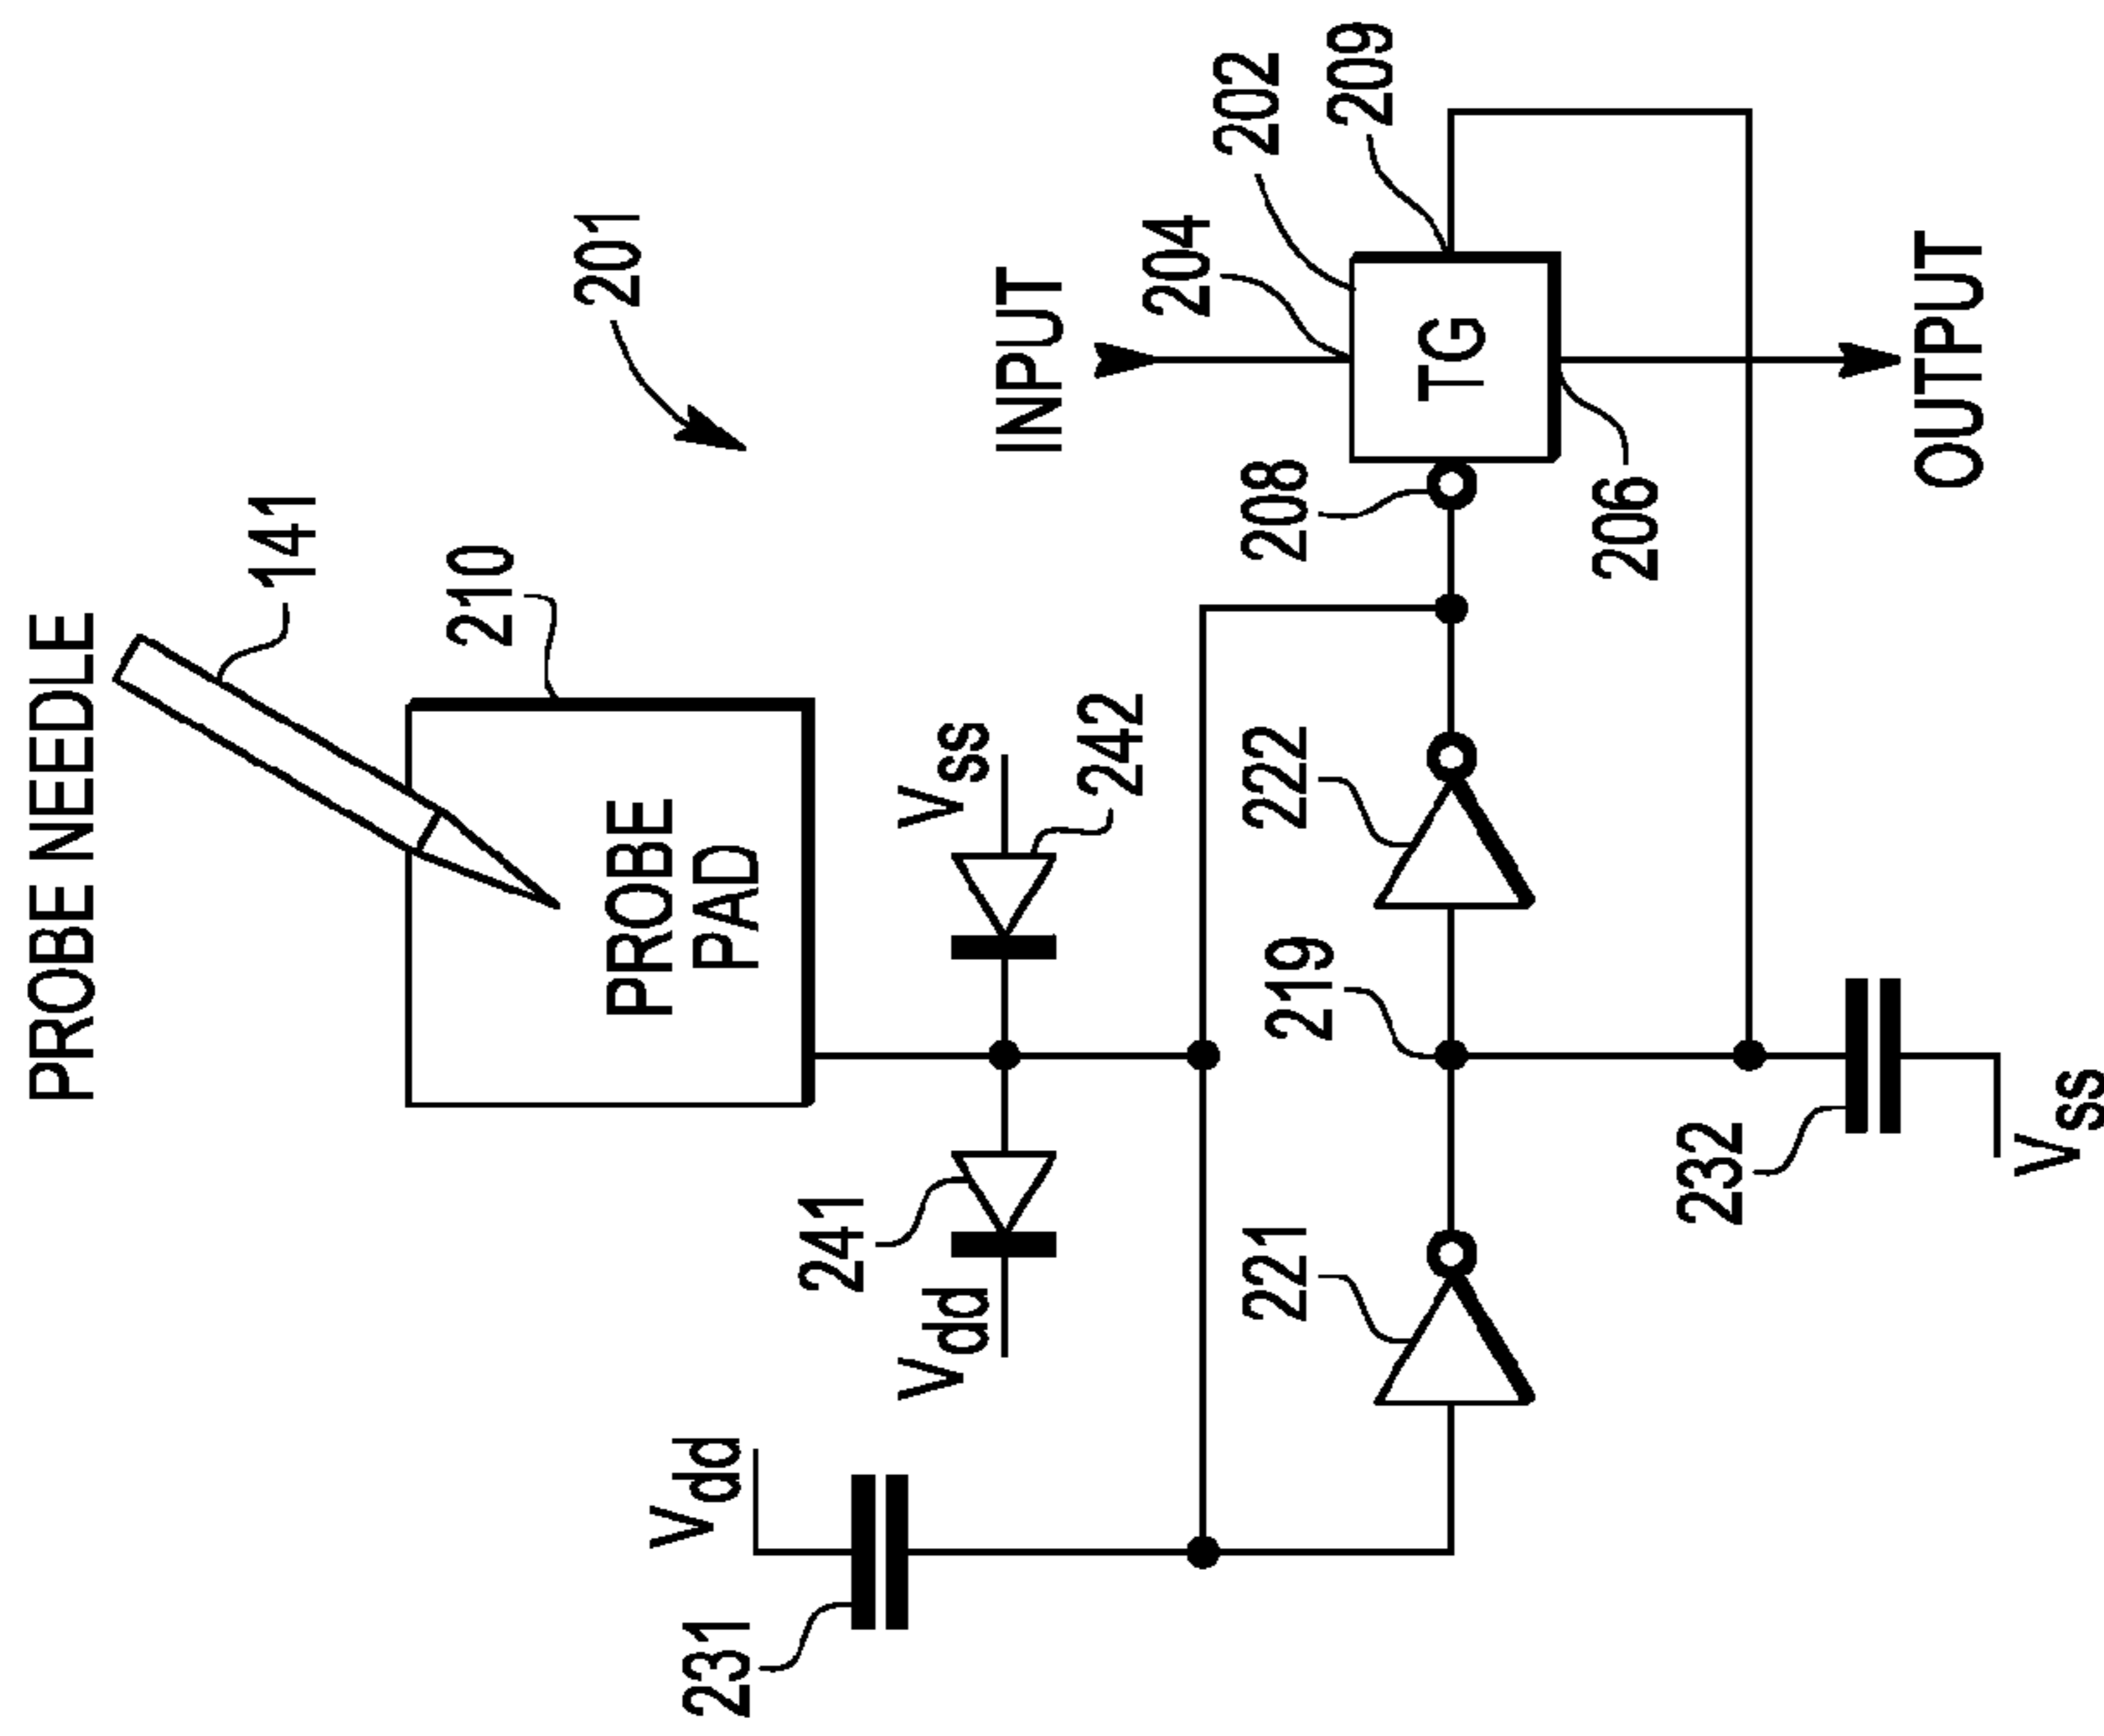 PROBE NEEDLE
141
210
PROBE
PAD
201
Vdd
231
Vdd
241
Vss
242
INPUT
204
202
209
208
TG
206
222
219
221
232
Vss
OUTPUT